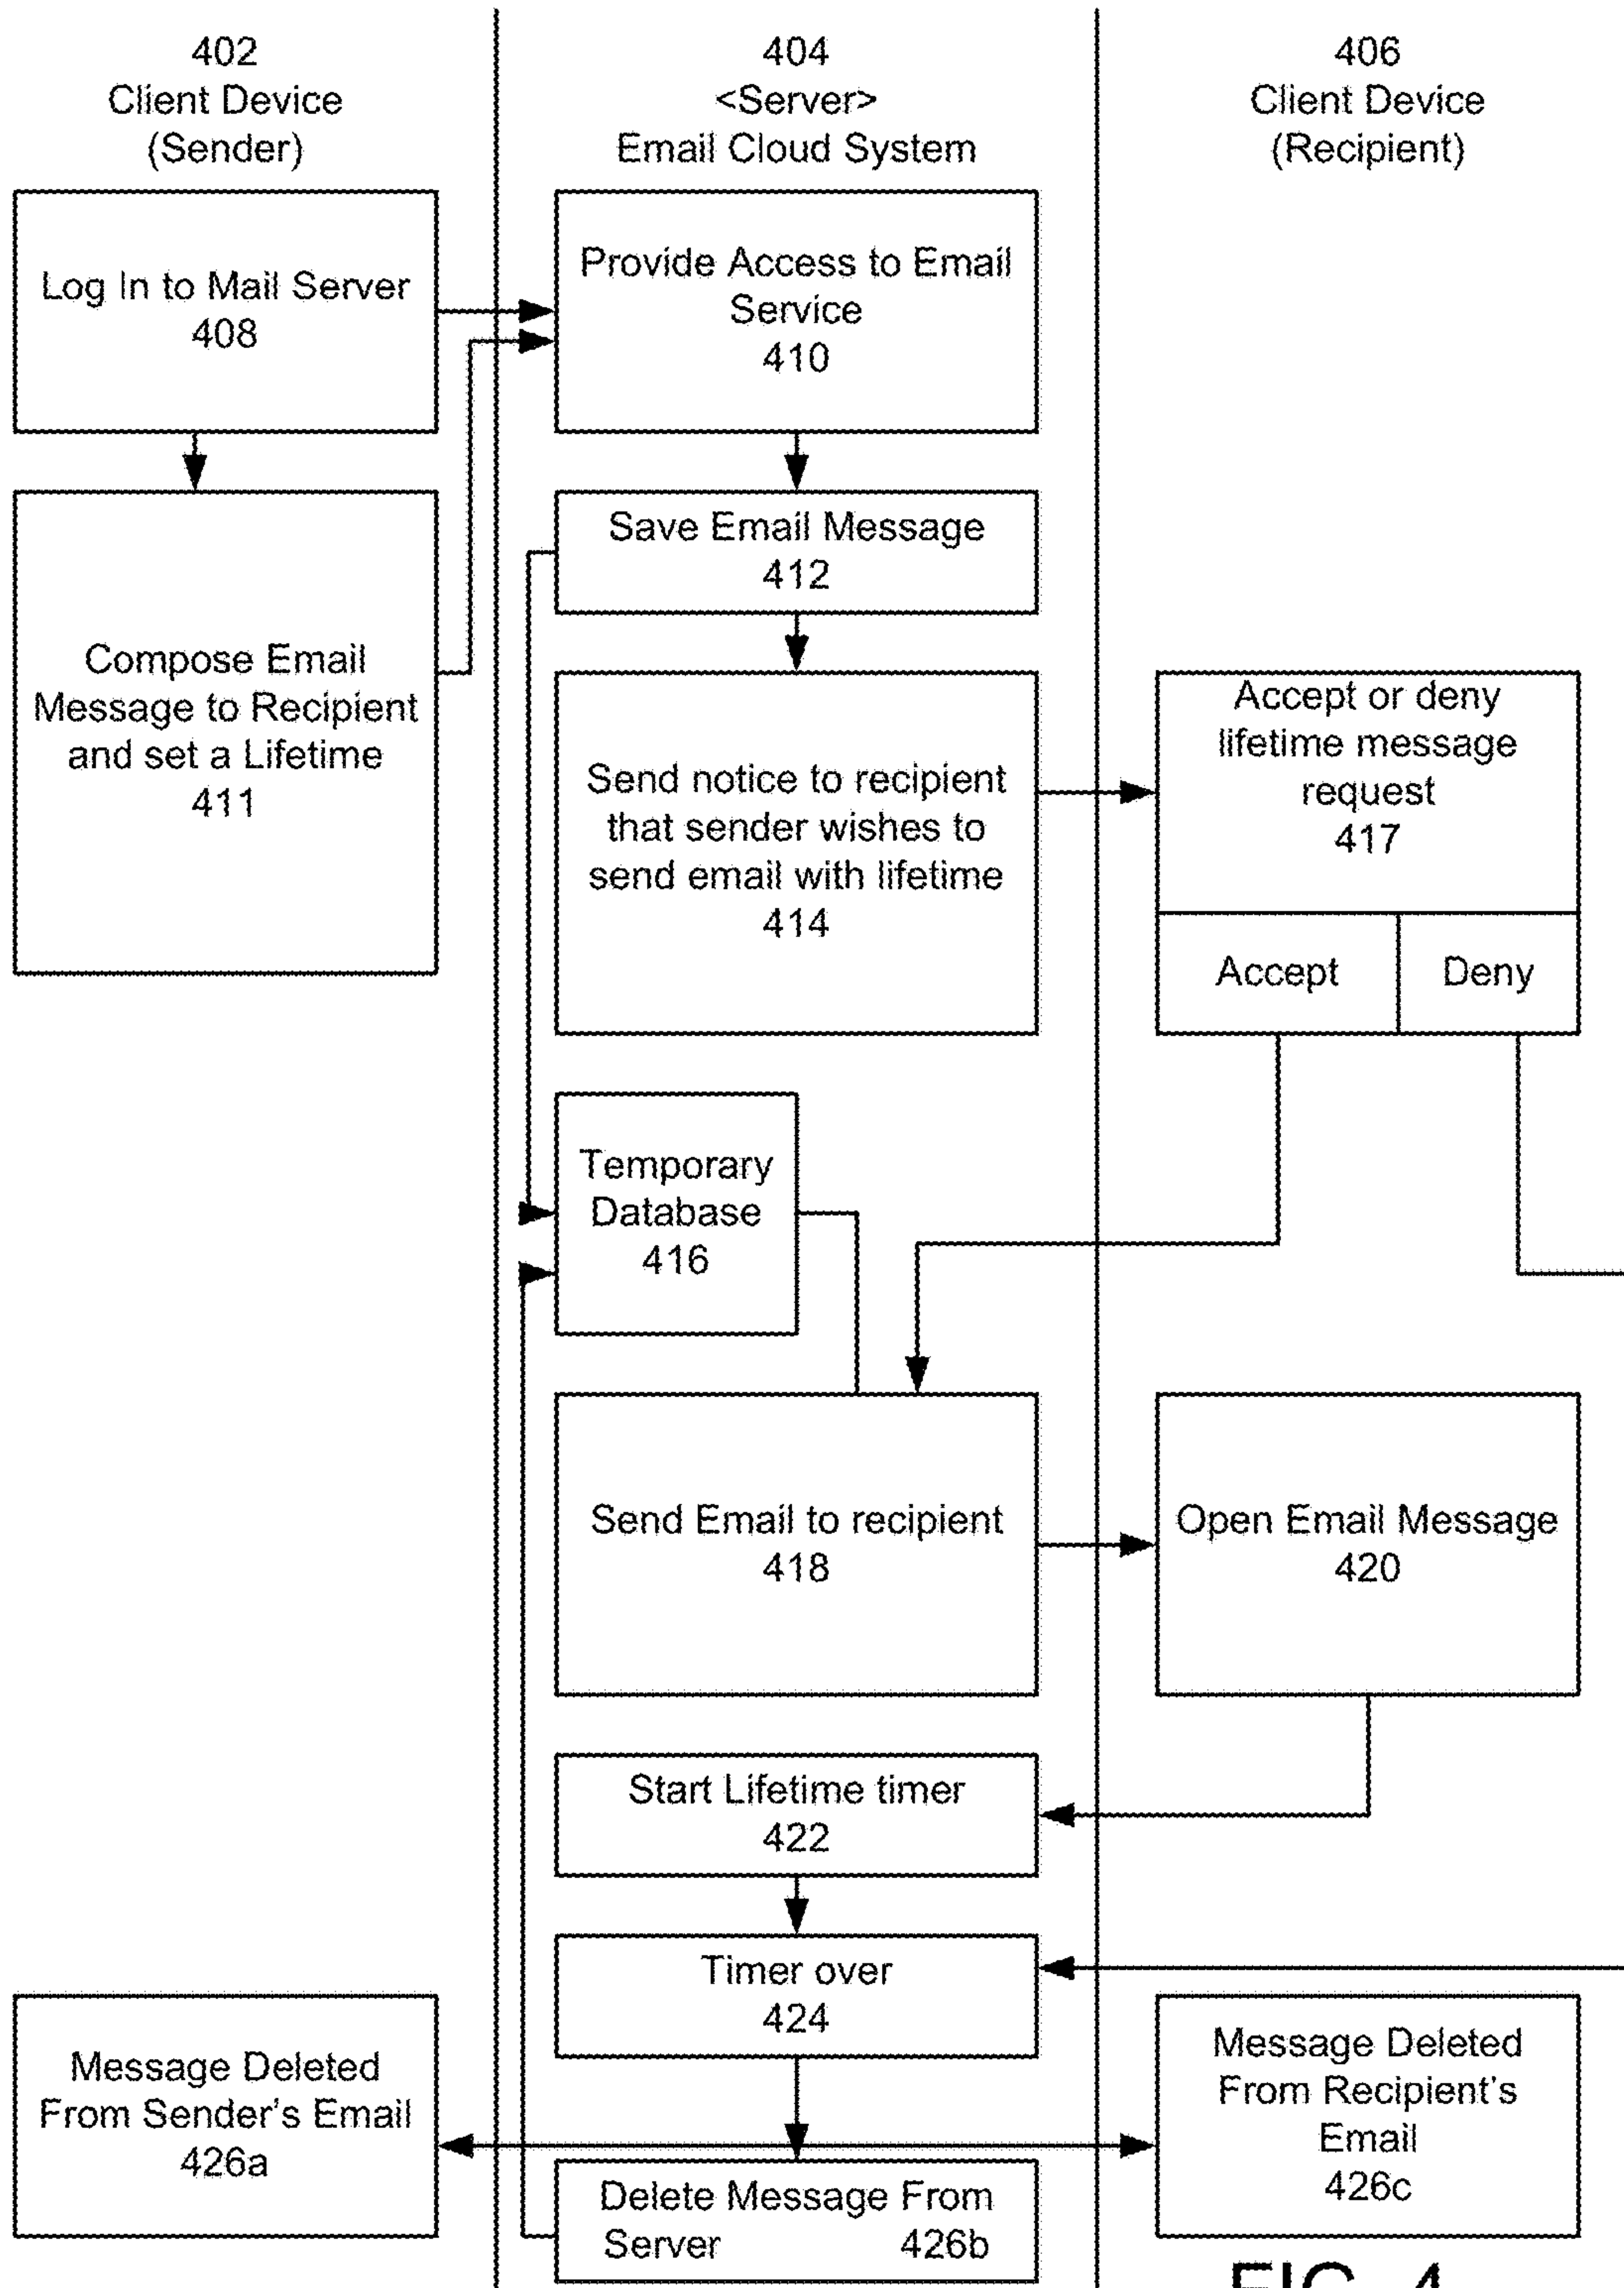 402
Client Device
(Sender)
404
<Server>
Email Cloud System
406
Client Device
(Recipient)
Log In to Mail Server
408
Provide Access to Email
Service
410
Compose Email
Message to Recipient
and set a Lifetime
411
Save Email Message
412
Send notice to recipient
that sender wishes to
send email with lifetime
414
Accept or deny
lifetime message
request
417
Accept
Deny
Temporary
Database
416
Send Email to recipient
418
Open Email Message
420
Start Lifetime timer
422
Timer over
424
Message Deleted
From Sender's Email
426a
Delete Message From
Server 426b
Message Deleted
From Recipient's
Email
426c
FIG. 4